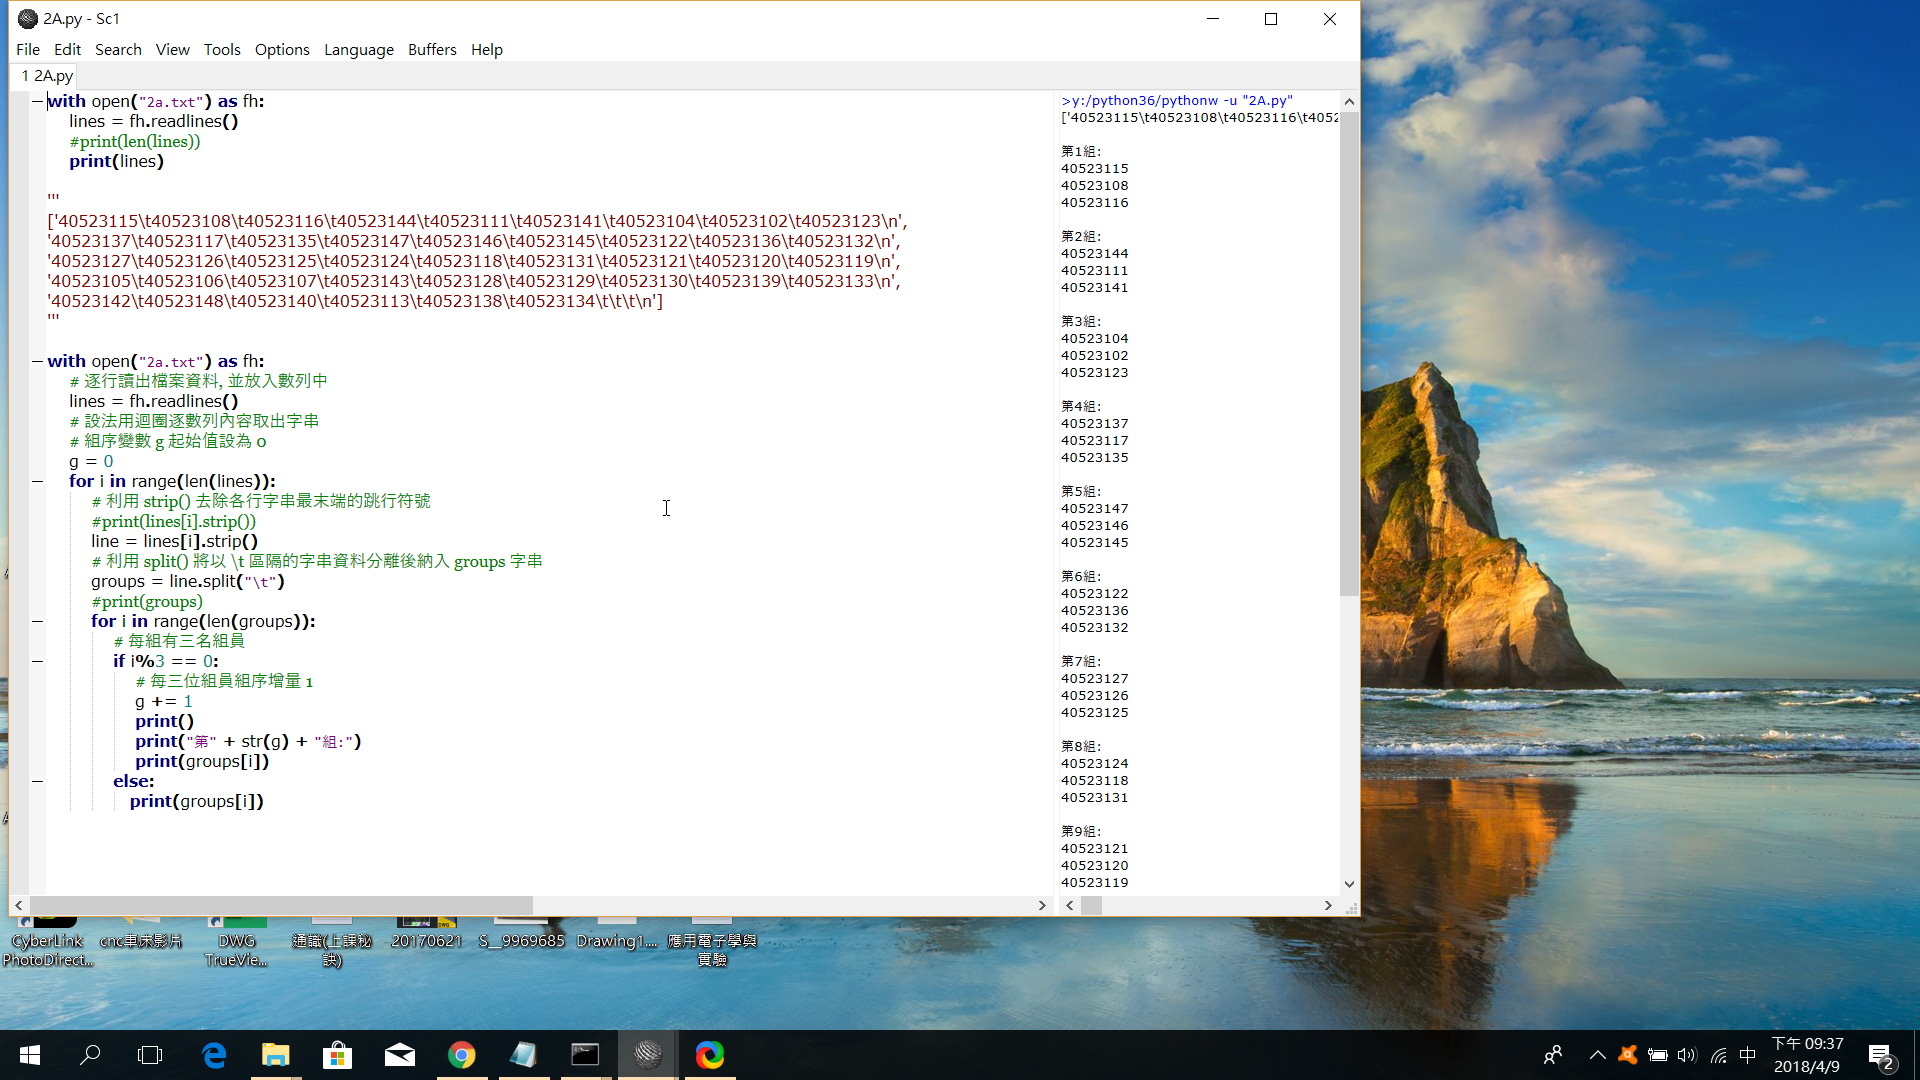 2A.py - Sc1
File Edit Search View Tools Options Language Buffers Help
1 2A.py
with open("2a.txt") as fh:
lines = fh.readlines()
#print(len(lines))
print(lines)
'''
['40523115\t40523108\t40523116\t40523144\t40523111\t40523141\t40523104\t40523102\t40523123\n',
'40523137\t40523117\t40523135\t40523147\t40523146\t40523145\t40523122\t40523136\t40523132\n',
'40523127\t40523126\t40523125\t40523124\t40523118\t40523131\t40523121\t40523120\t40523119\n',
'40523105\t40523106\t40523107\t40523143\t40523128\t40523129\t40523130\t40523139\t40523133\n',
'40523142\t40523148\t40523140\t40523113\t40523138\t40523134\t\t\t\n']
'''
with open("2a.txt") as fh:
# 逐行讀出檔案資料, 並放入數列中
lines = fh.readlines()
# 設法用迴圈逐數列內容取出字串
# 組序變數 g 起始值設為 0
g = 0
for i in range(len(lines)):
# 利用 strip() 去除各行字串最末端的跳行符號
#print(lines[i].strip())
line = lines[i].strip()
# 利用 split() 將以 \t 區隔的字串資料分離後納入 groups 字串
groups = line.split("\t")
#print(groups)
for i in range(len(groups)):
# 每組有三名組員
if i%3 == 0:
# 每三位組員組序增量 1
g += 1
print()
print("第" + str(g) + "組:")
print(groups[i])
else:
print(groups[i])
>y:/python36/pythonw -u "2A.py"
['40523115\t40523108\t40523116\t4052
第1組:
40523115
40523108
40523116
第2組:
40523144
40523111
40523141
第3組:
40523104
40523102
40523123
第4組:
40523137
40523117
40523135
第5組:
40523147
40523146
40523145
第6組:
40523122
40523136
40523132
第7組:
40523127
40523126
40523125
第8組:
40523124
40523118
40523131
第9組:
40523121
40523120
40523119
CyberLink PhotoDirect...
cnc車床影片
DWG TrueVie...
通識(上課秘訣)
20170621
S__9969685
Drawing1....
應用電子學與實驗
中
下午 09:37
2018/4/9
2